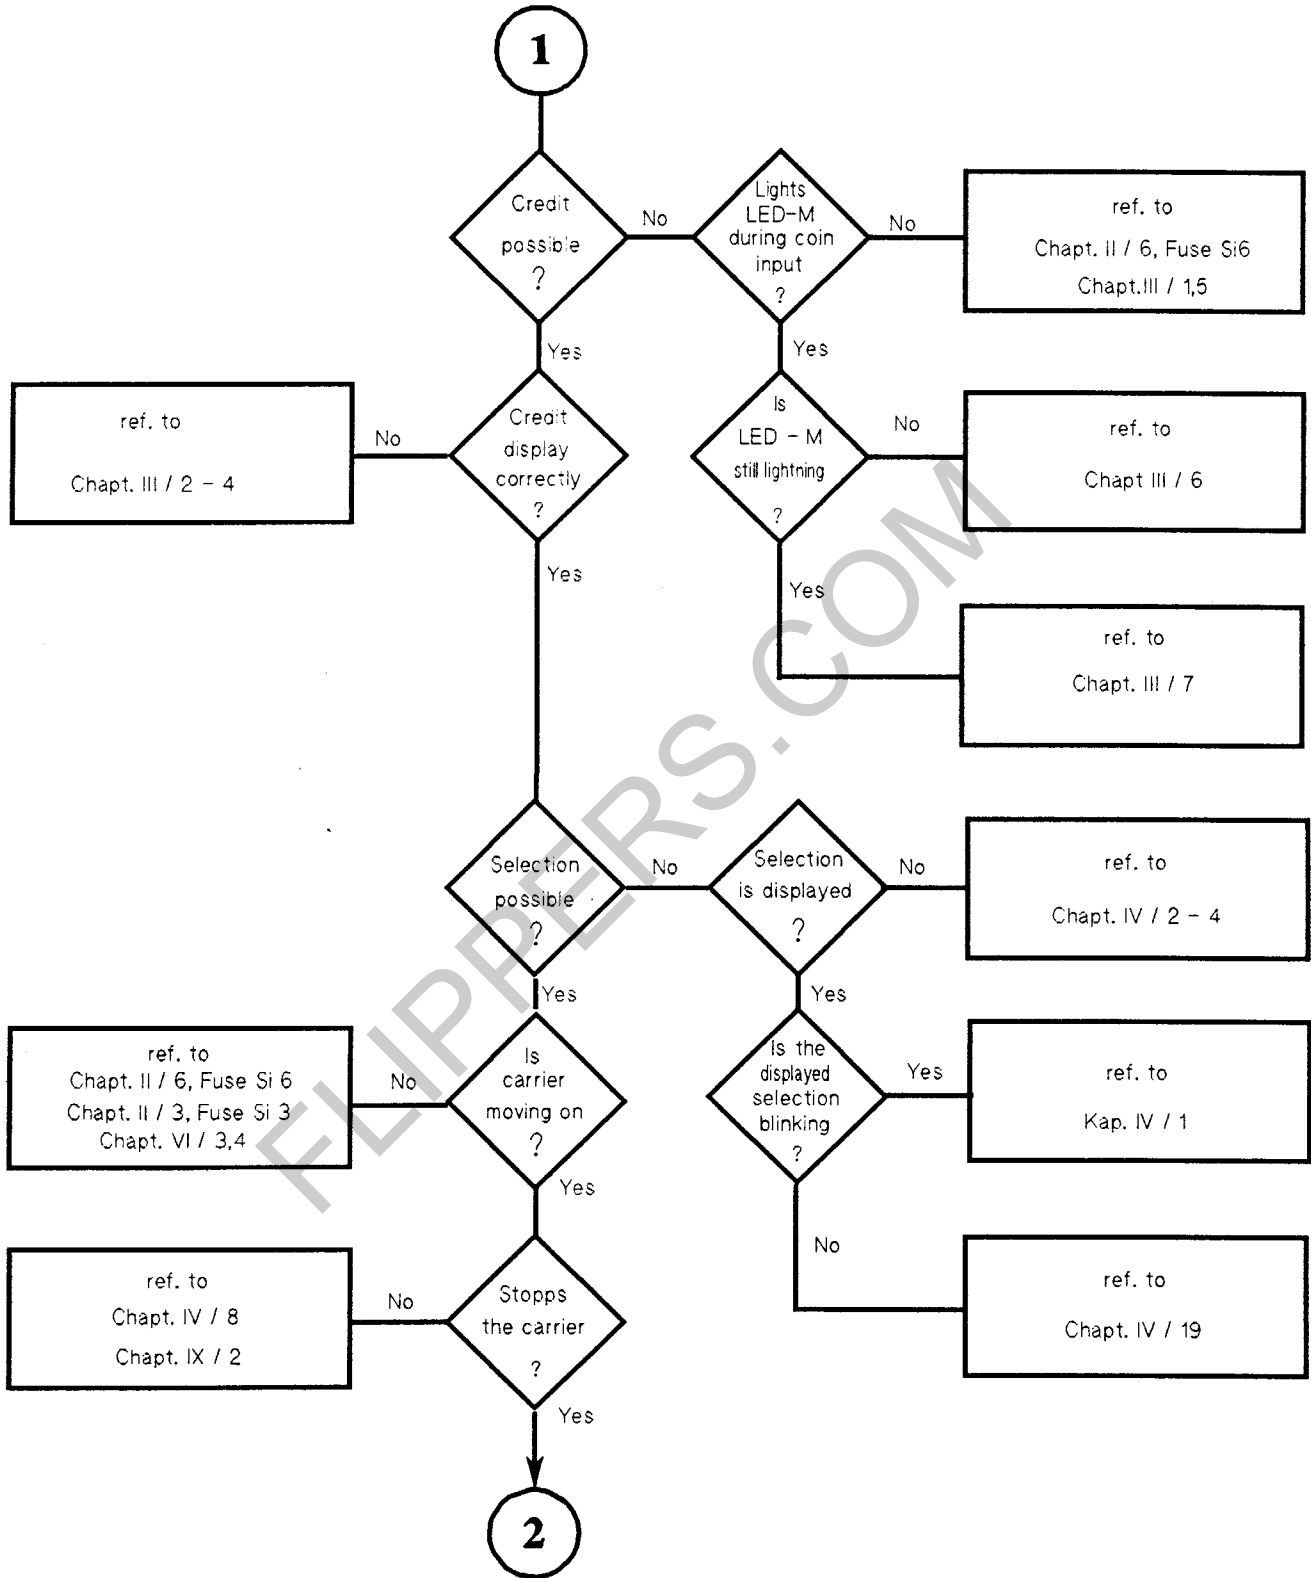 1
Credit
possible
?
No
Lights
LED-M
during coin
input
?
No
ref. to
Chapt. II / 6, Fuse Si6
Chapt.III / 1,5
Yes
Yes
ref. to
Chapt. III / 2 - 4
No
Credit
display
correctly
?
Is
LED - M
still lightning
?
No
ref. to
Chapt III / 6
Yes
Yes
ref. to
Chapt. III / 7
Selection
possible
?
No
Selection
is displayed
?
No
ref. to
Chapt. IV / 2 - 4
Yes
Yes
ref. to
Chapt. II / 6, Fuse Si 6
Chapt. II / 3, Fuse Si 3
Chapt. VI / 3,4
No
Is
carrier
moving on
?
Is the
displayed
selection
blinking
?
Yes
ref. to
Kap. IV / 1
Yes
No
ref. to
Chapt. IV / 8
Chapt. IX / 2
No
Stopps
the carrier
?
ref. to
Chapt. IV / 19
Yes
2
FLIPPERS.COM